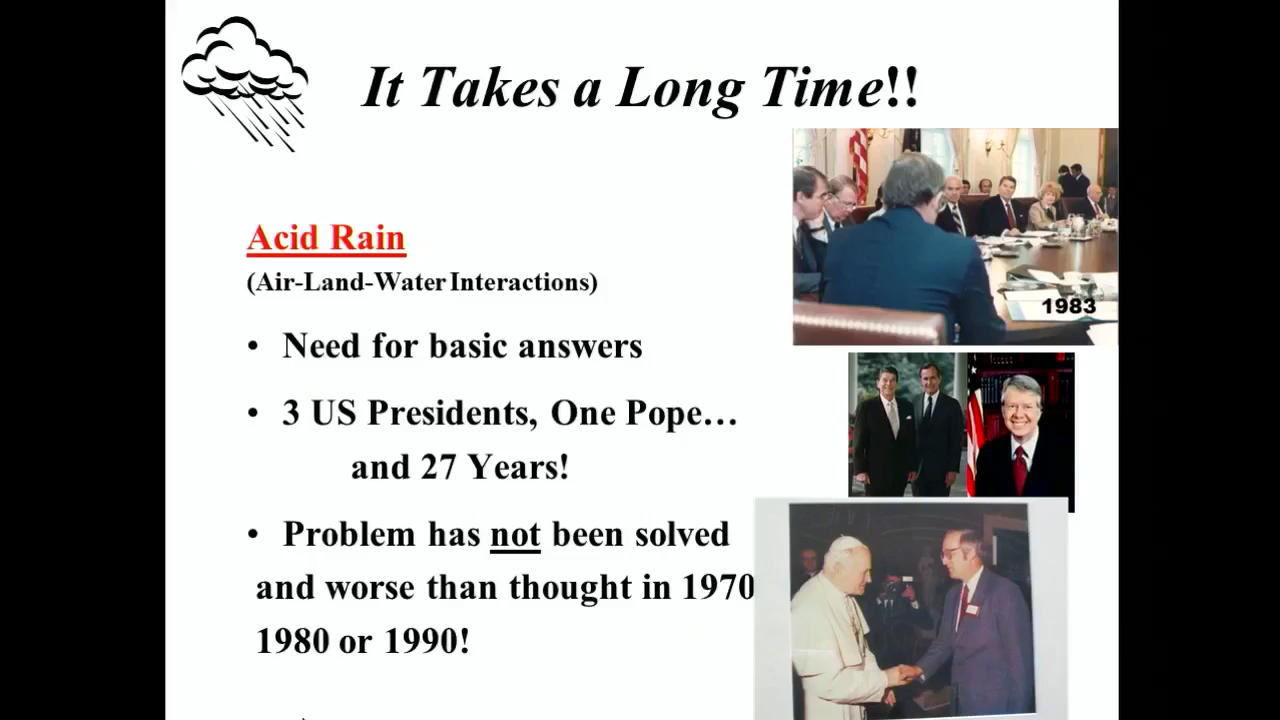 It Takes a Long Time!!
Acid Rain
(Air-Land-Water Interactions)
• Need for basic answers
• 3 US Presidents, One Pope…
and 27 Years!
• Problem has not been solved
and worse than thought in 1970
1980 or 1990!
1983